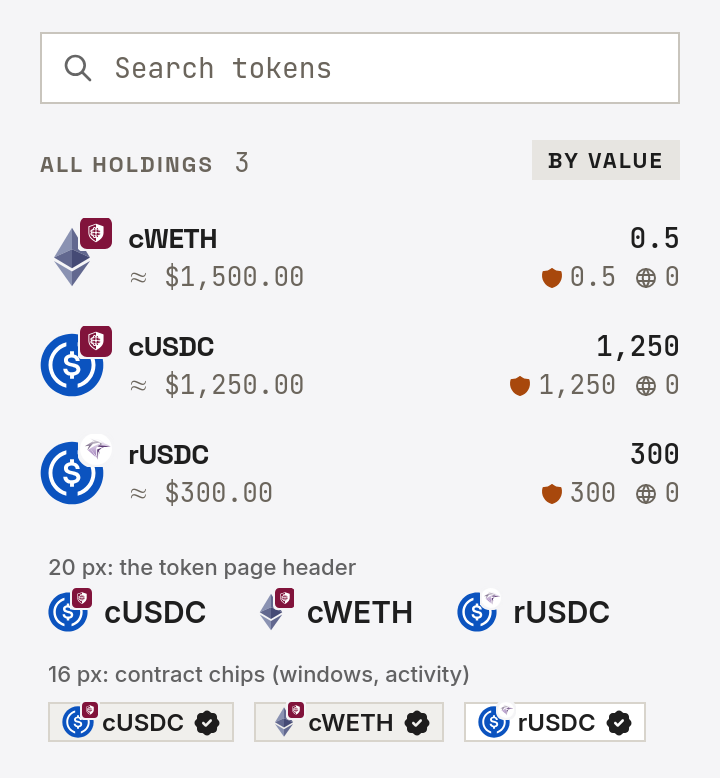 Search tokens
ALL HOLDINGS 3 BY VALUE
cWETH 0.5
≈ $1,500.00 0.5 0
cUSDC 1,250
≈ $1,250.00 1,250 0
rUSDC 300
≈ $300.00 300 0
20 px: the token page header
cUSDC cWETH rUSDC
16 px: contract chips (windows, activity)
cUSDC cWETH rUSDC